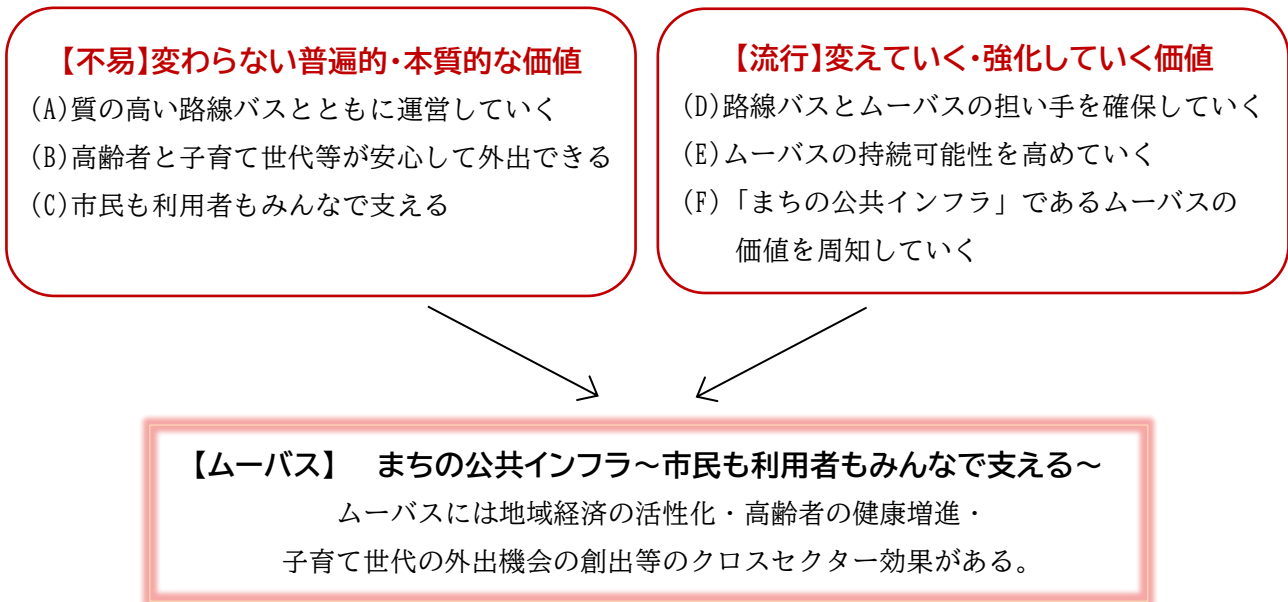 【不易】変わらない普遍的・本質的な価値
(A)質の高い路線バスとともに運営していく
(B)高齢者と子育て世代等が安心して外出できる
(C)市民も利用者もみんなで支える
【流行】変えていく・強化していく価値
(D)路線バスとムーバスの担い手を確保していく
(E)ムーバスの持続可能性を高めていく
(F)「まちの公共インフラ」であるムーバスの
価値を周知していく
【ムーバス】　まちの公共インフラ～市民も利用者もみんなで支える～
ムーバスには地域経済の活性化・高齢者の健康増進・
子育て世代の外出機会の創出等のクロスセクター効果がある。